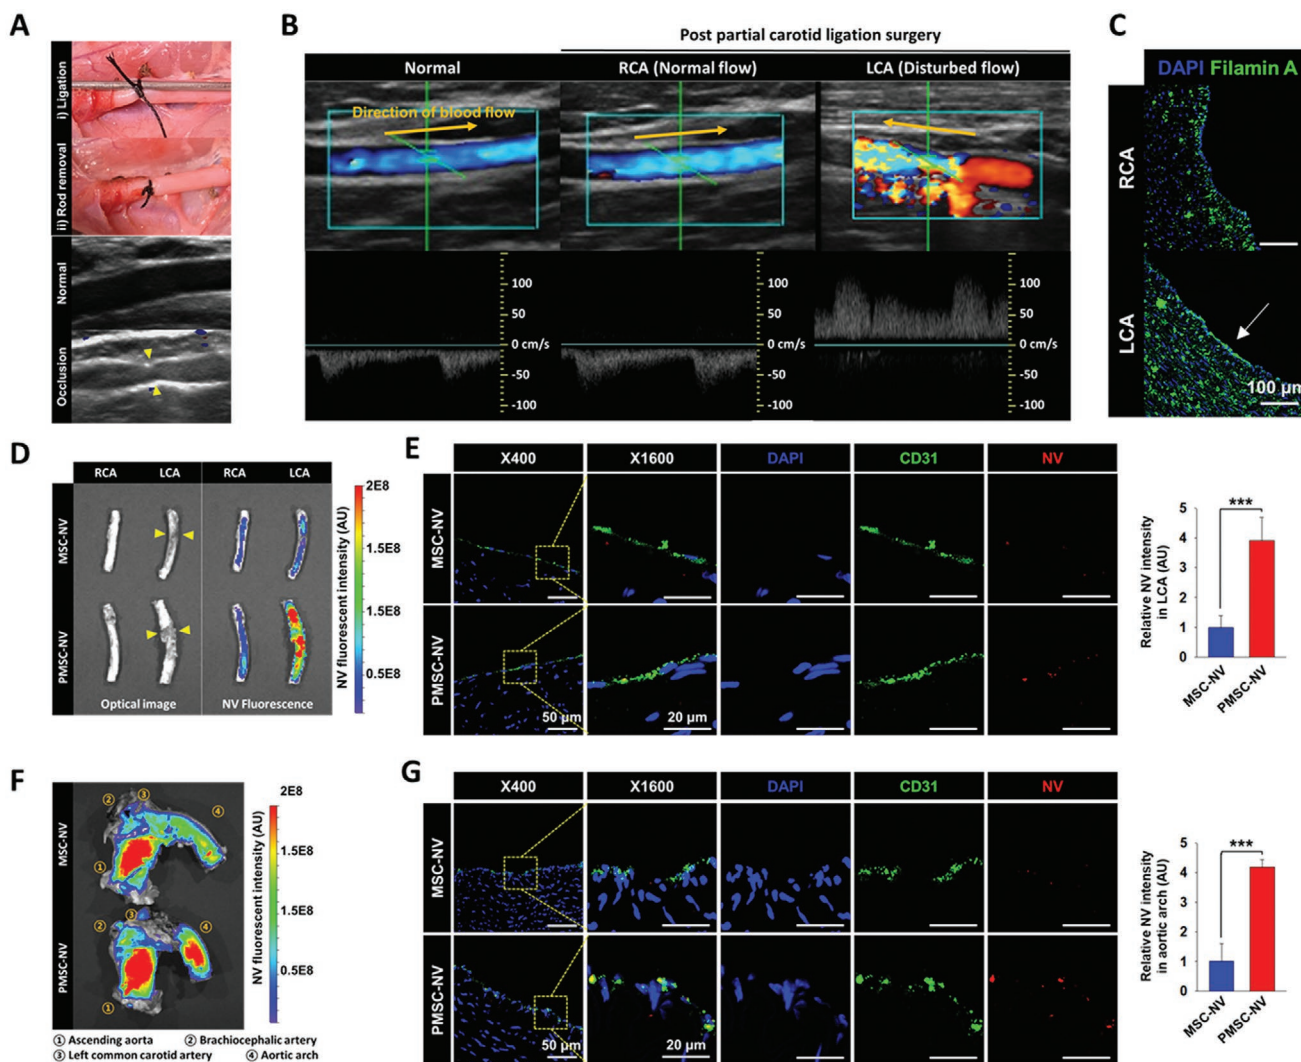 A
i) Ligation
ii) Rod removal
Normal
Occlusion
B
Post partial carotid ligation surgery
Normal
RCA (Normal flow)
LCA (Disturbed flow)
Direction of blood flow
100
50
0 cm/s
-50
-100
100
50
0 cm/s
-50
-100
100
50
0 cm/s
-50
-100
C
DAPI Filamin A
RCA
LCA
100 µm
D
RCA LCA RCA LCA
MSC-NV
PMSC-NV
Optical image NV Fluorescence
NV fluorescent intensity (AU)
2E8
1.5E8
1.5E8
0.5E8
E
X400 X1600 DAPI CD31 NV
MSC-NV
PMSC-NV
50 µm 20 µm
Relative NV intensity
in LCA (AU)
5
4
3
2
1
0
***
MSC-NV
PMSC-NV
F
MSC-NV
PMSC-NV
② ③ ④ ①
② ③ ④ ①
NV fluorescent intensity (AU)
2E8
1.5E8
1.5E8
0.5E8
① Ascending aorta ② Brachiocephalic artery
③ Left common carotid artery ④ Aortic arch
G
X400 X1600 DAPI CD31 NV
MSC-NV
PMSC-NV
50 µm 20 µm
Relative NV intensity
in aortic arch (AU)
5
4
3
2
1
0
***
MSC-NV
PMSC-NV